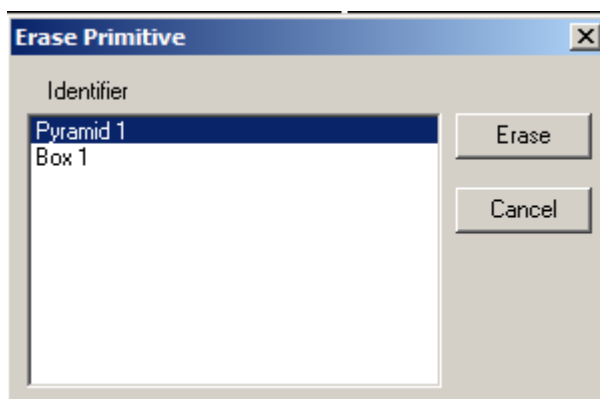 Erase Primitive
Identifier
Pyramid 1
Box 1
Erase
Cancel